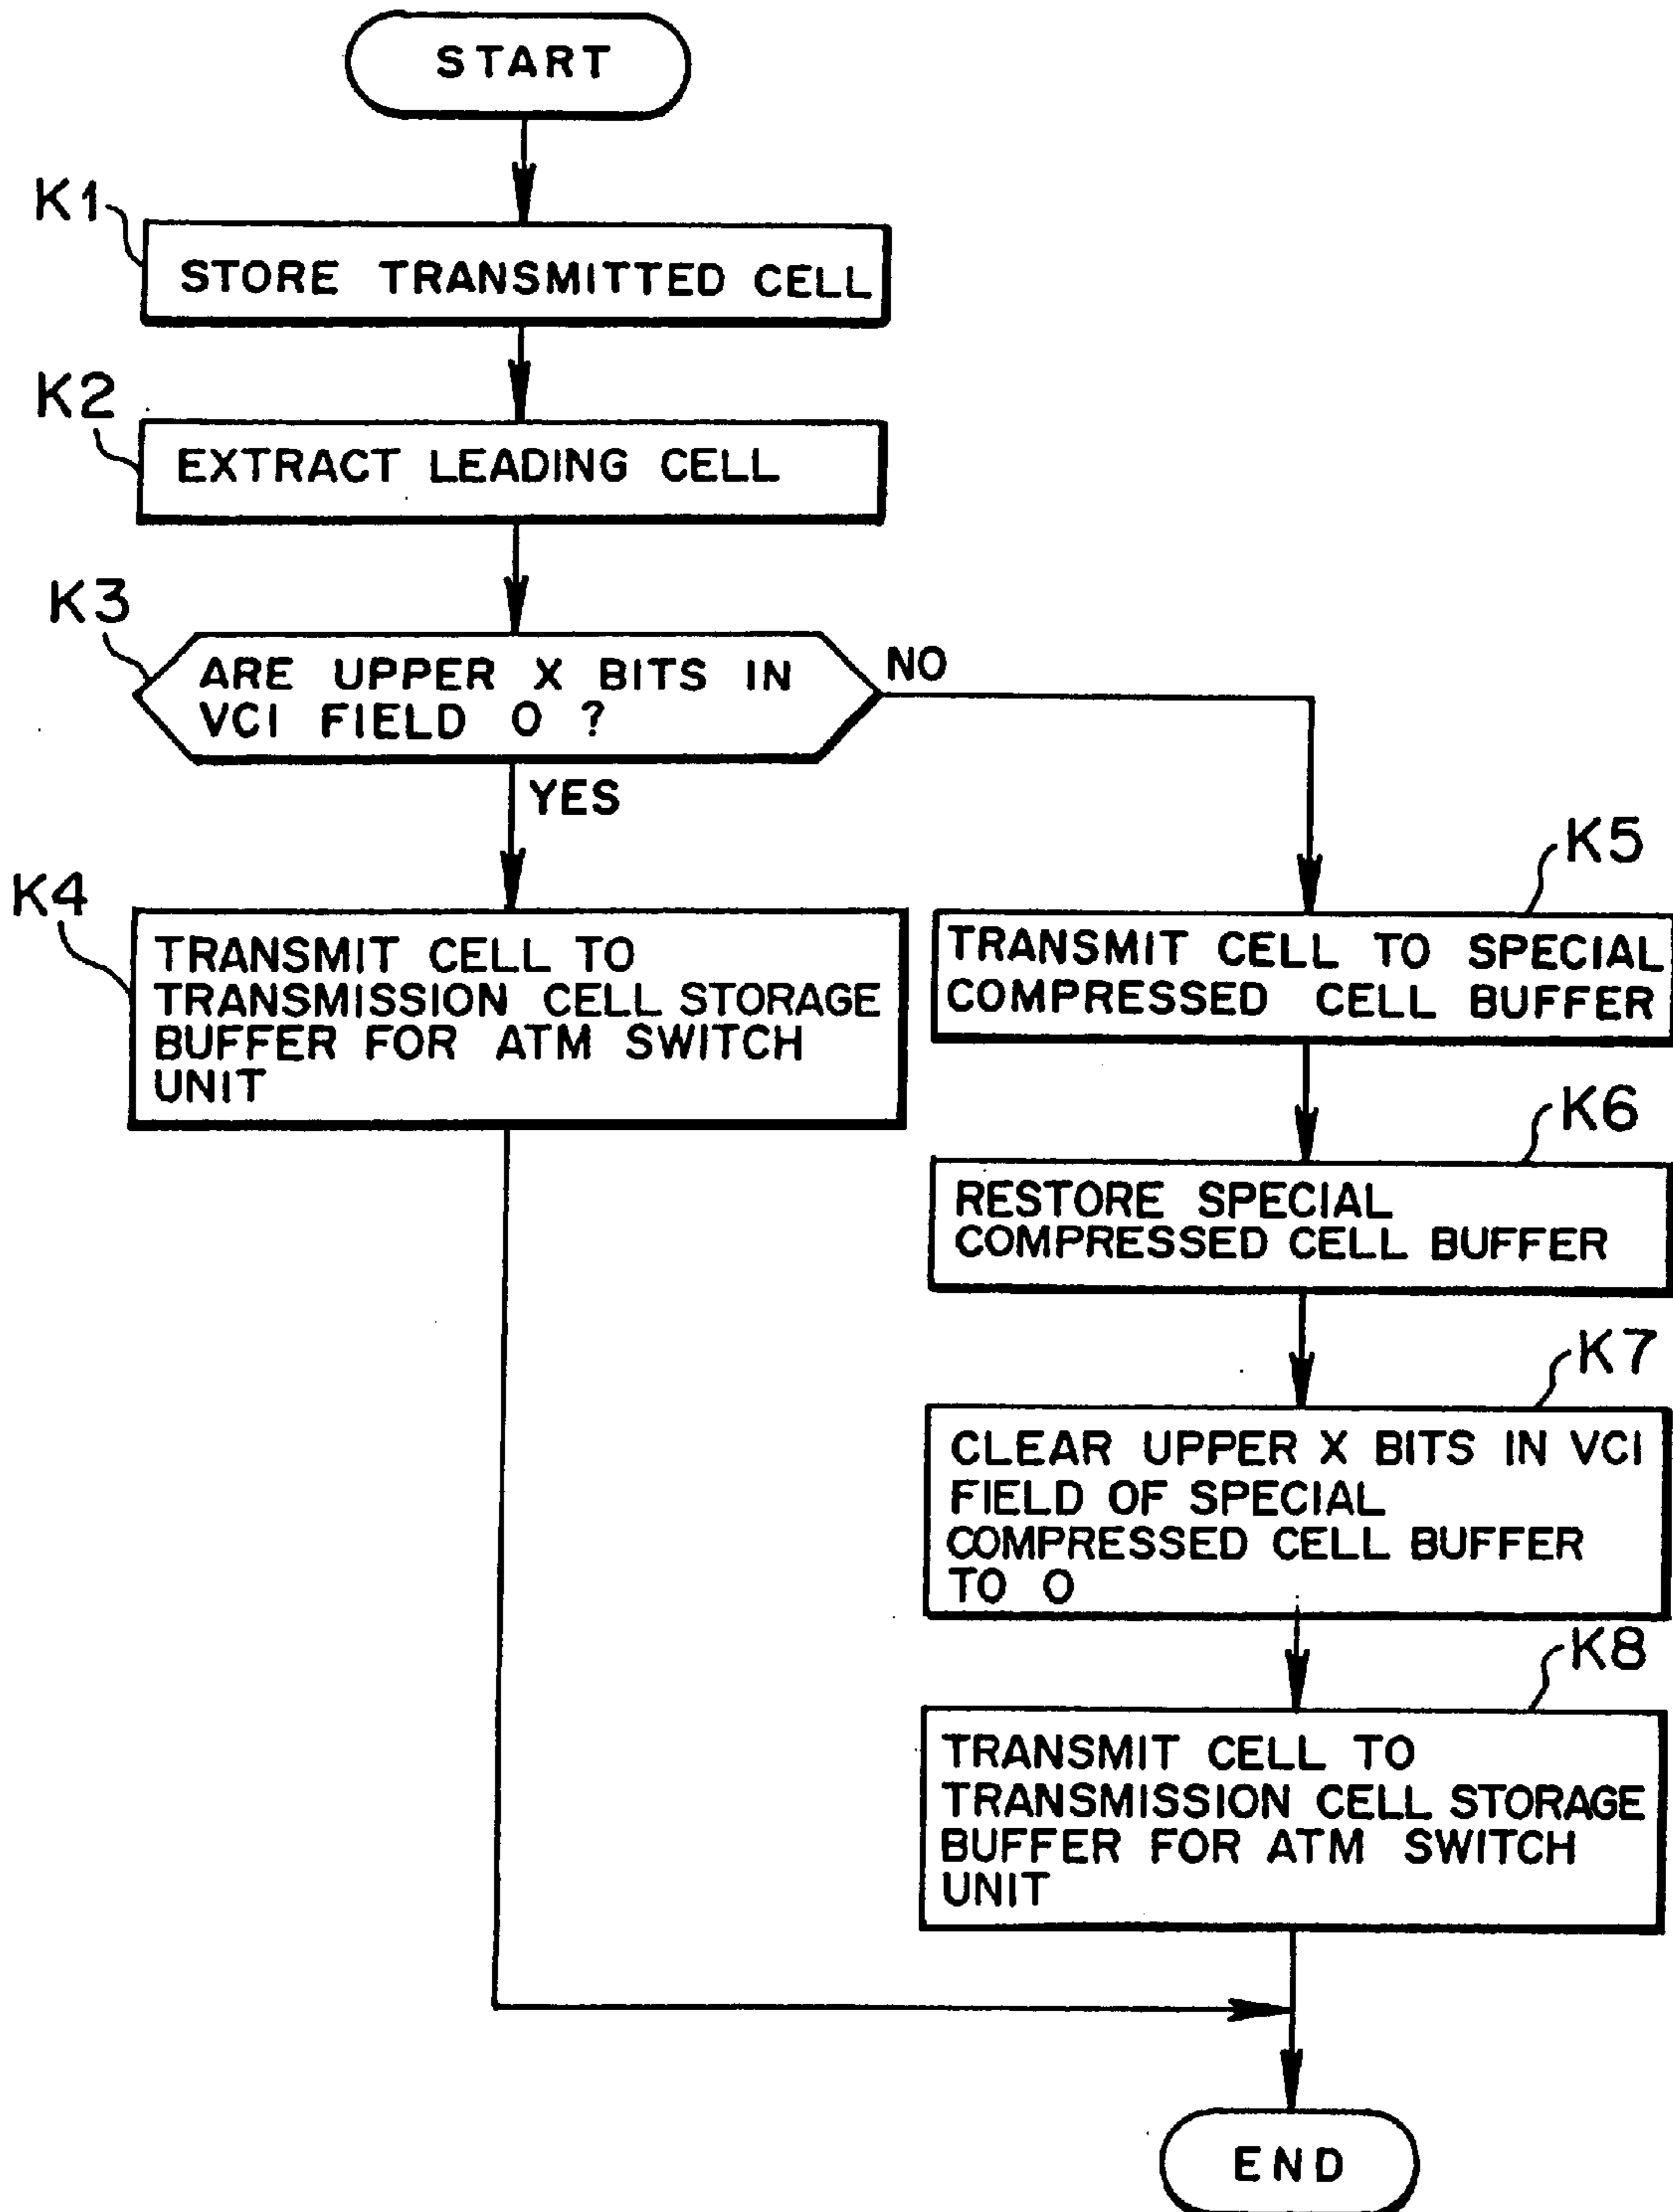 START
K1
STORE TRANSMITTED CELL
K2
EXTRACT LEADING CELL
K3
ARE UPPER X BITS IN
VCI FIELD 0 ?
NO
YES
K4
TRANSMIT CELL TO
TRANSMISSION CELL STORAGE
BUFFER FOR ATM SWITCH
UNIT
K5
TRANSMIT CELL TO SPECIAL
COMPRESSED CELL BUFFER
K6
RESTORE SPECIAL
COMPRESSED CELL BUFFER
K7
CLEAR UPPER X BITS IN VCI
FIELD OF SPECIAL
COMPRESSED CELL BUFFER
TO 0
K8
TRANSMIT CELL TO
TRANSMISSION CELL STORAGE
BUFFER FOR ATM SWITCH
UNIT
END